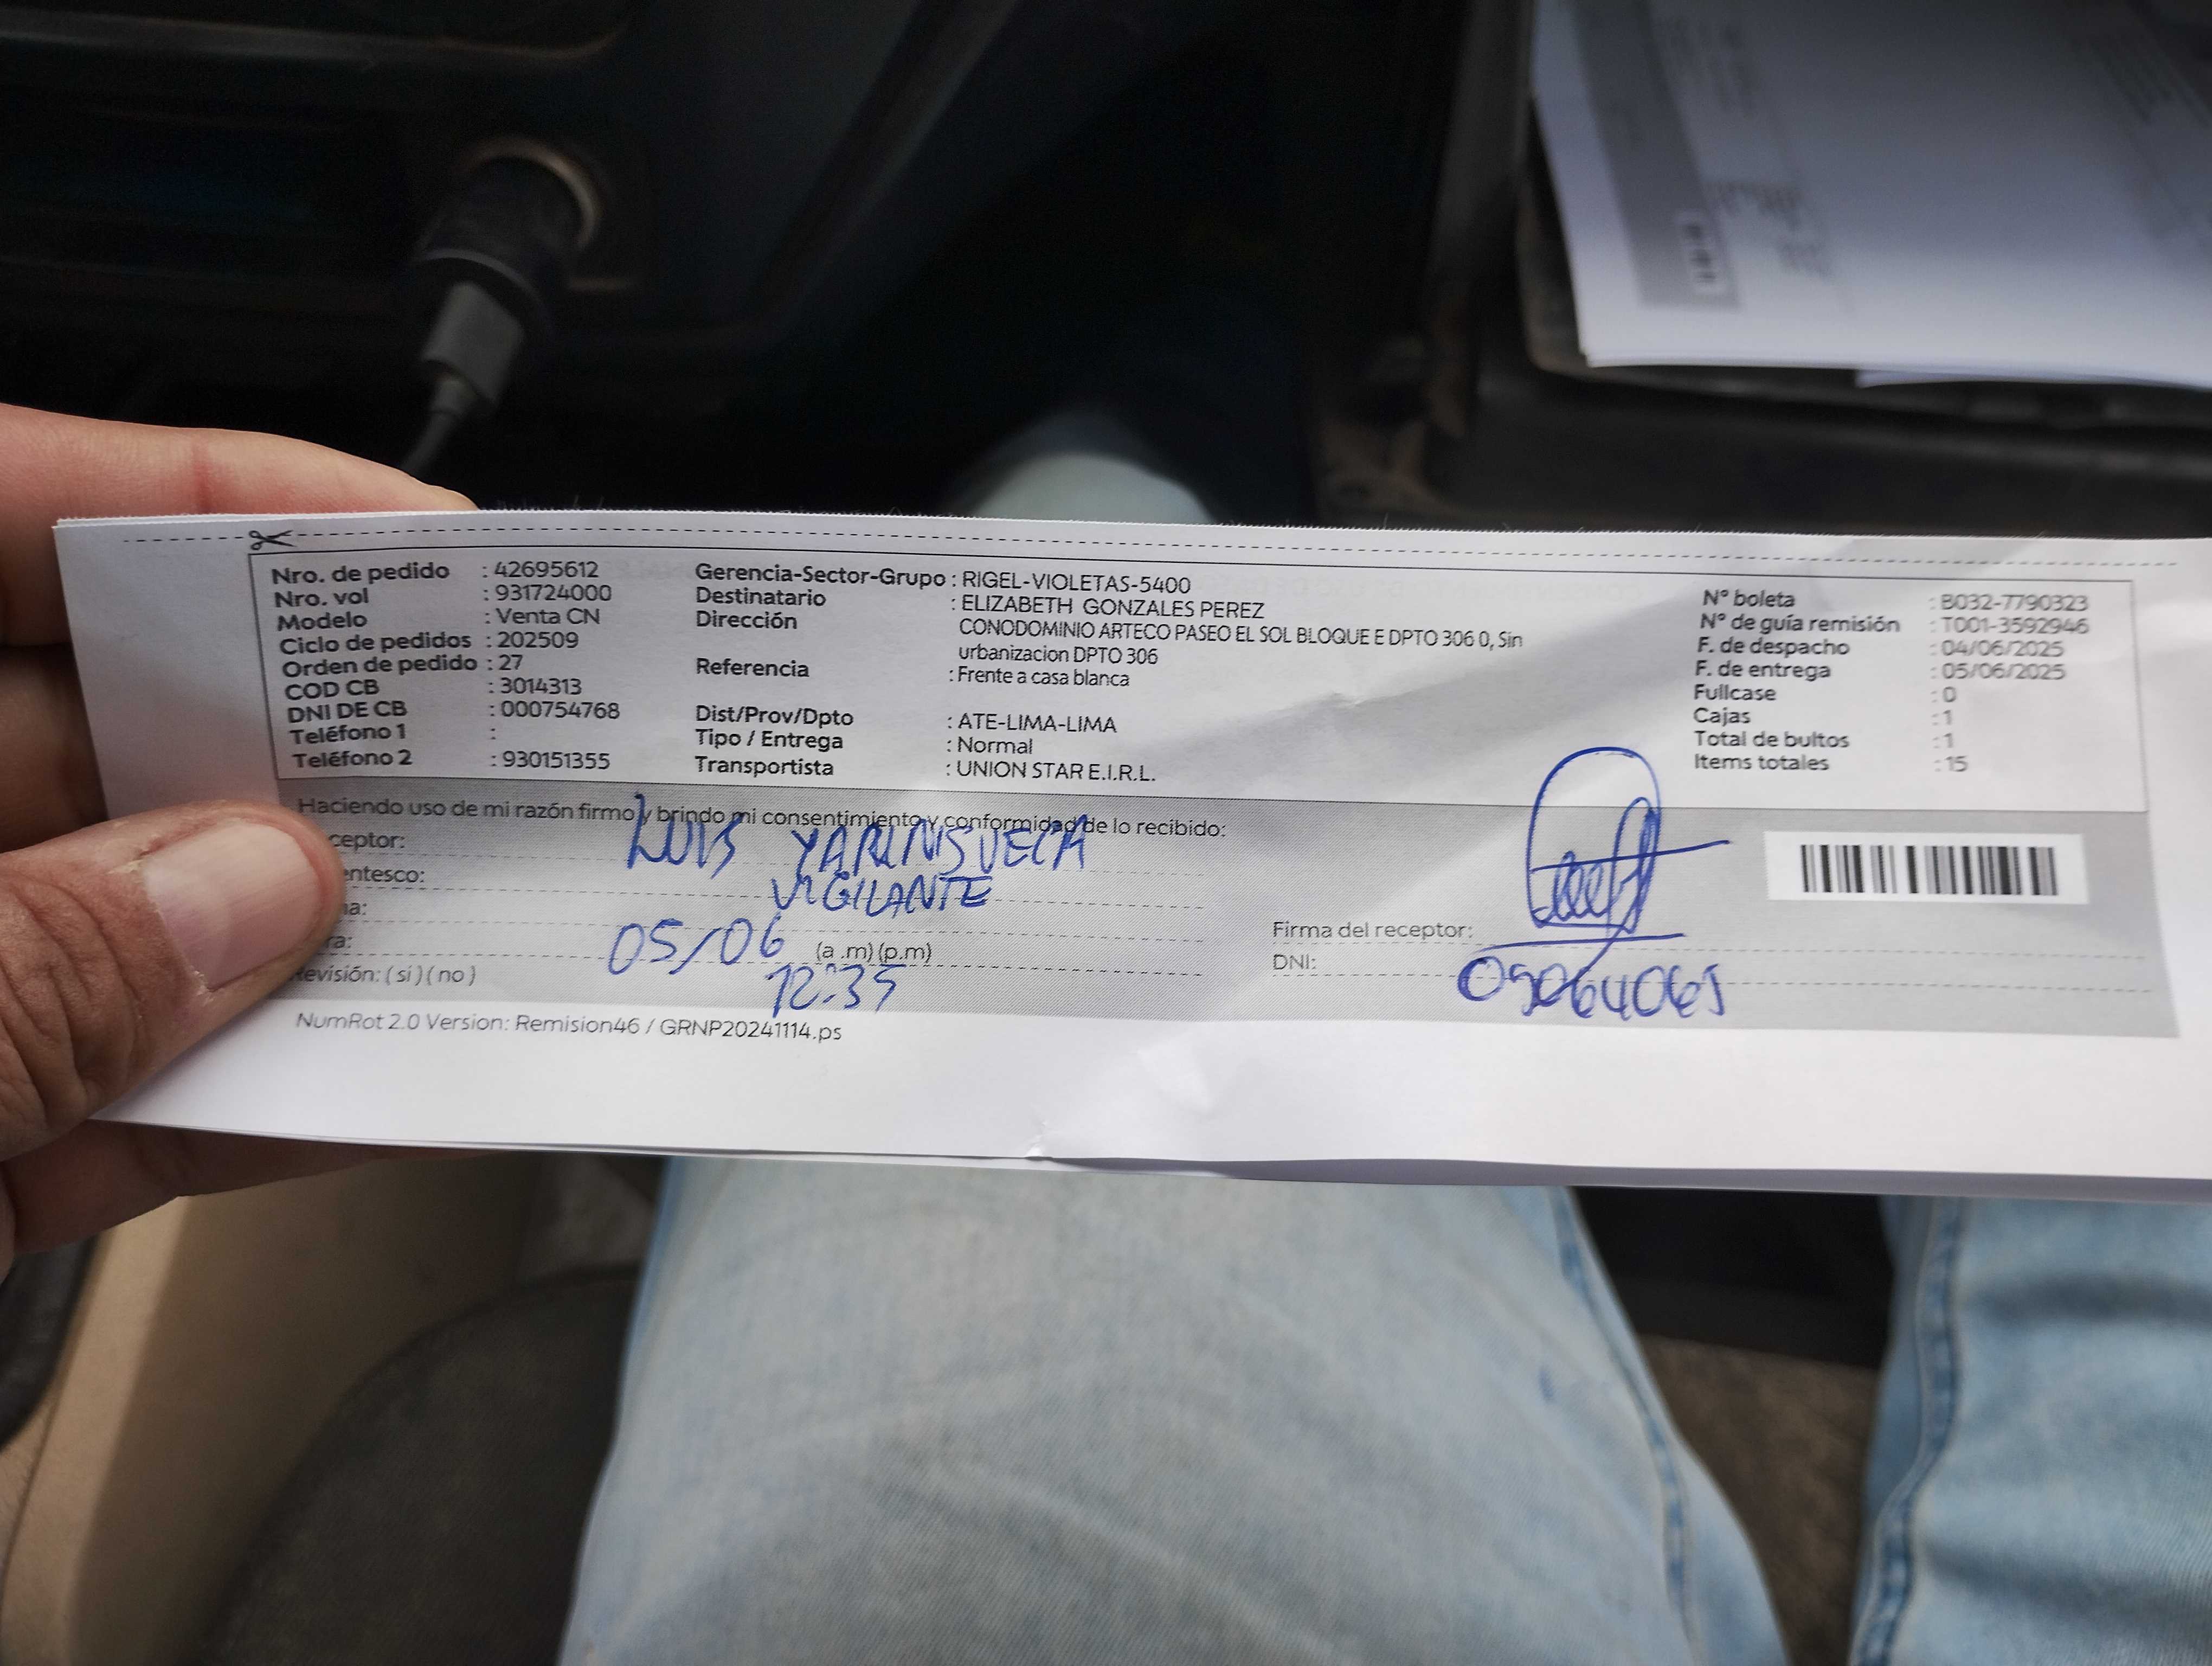 Nro. de pedido : 42695612
Nro. vol : 931724000
Modelo : Venta CN
Ciclo de pedidos : 202509
Orden de pedido : 27
COD CB : 3014313
DNI DE CB : 000754768
Teléfono 1 :
Teléfono 2 : 930151355
Gerencia-Sector-Grupo : RIGEL-VIOLETAS-5400
Destinatario : ELIZABETH GONZALES PEREZ
Dirección CONODOMINIO ARTECO PASEO EL SOL BLOQUE E DPTO 306 0, Sin
urbanizacion DPTO 306
Referencia : Frente a casa blanca
Dist/Prov/Dpto : ATE-LIMA-LIMA
Tipo / Entrega : Normal
Transportista : UNION STAR E.I.R.L.
N° boleta : B032-7790323
N° de guía remisión : T001-3592946
F. de despacho : 04/06/2025
F. de entrega : 05/06/2025
Fullcase : 0
Cajas : 1
Total de bultos : 1
Items totales : 15
Haciendo uso de mi razón firmo y brindo mi consentimiento y conformidad de lo recibido:
ceptor: LUIS
entesco: VIGILANTE
na: 05/06
ra: (a .m) (p.m) 12:35
Revisión: ( si ) ( no )
Firma del receptor:
DNI:
NumRot 2.0 Version: Remision46 / GRNP20241114.ps